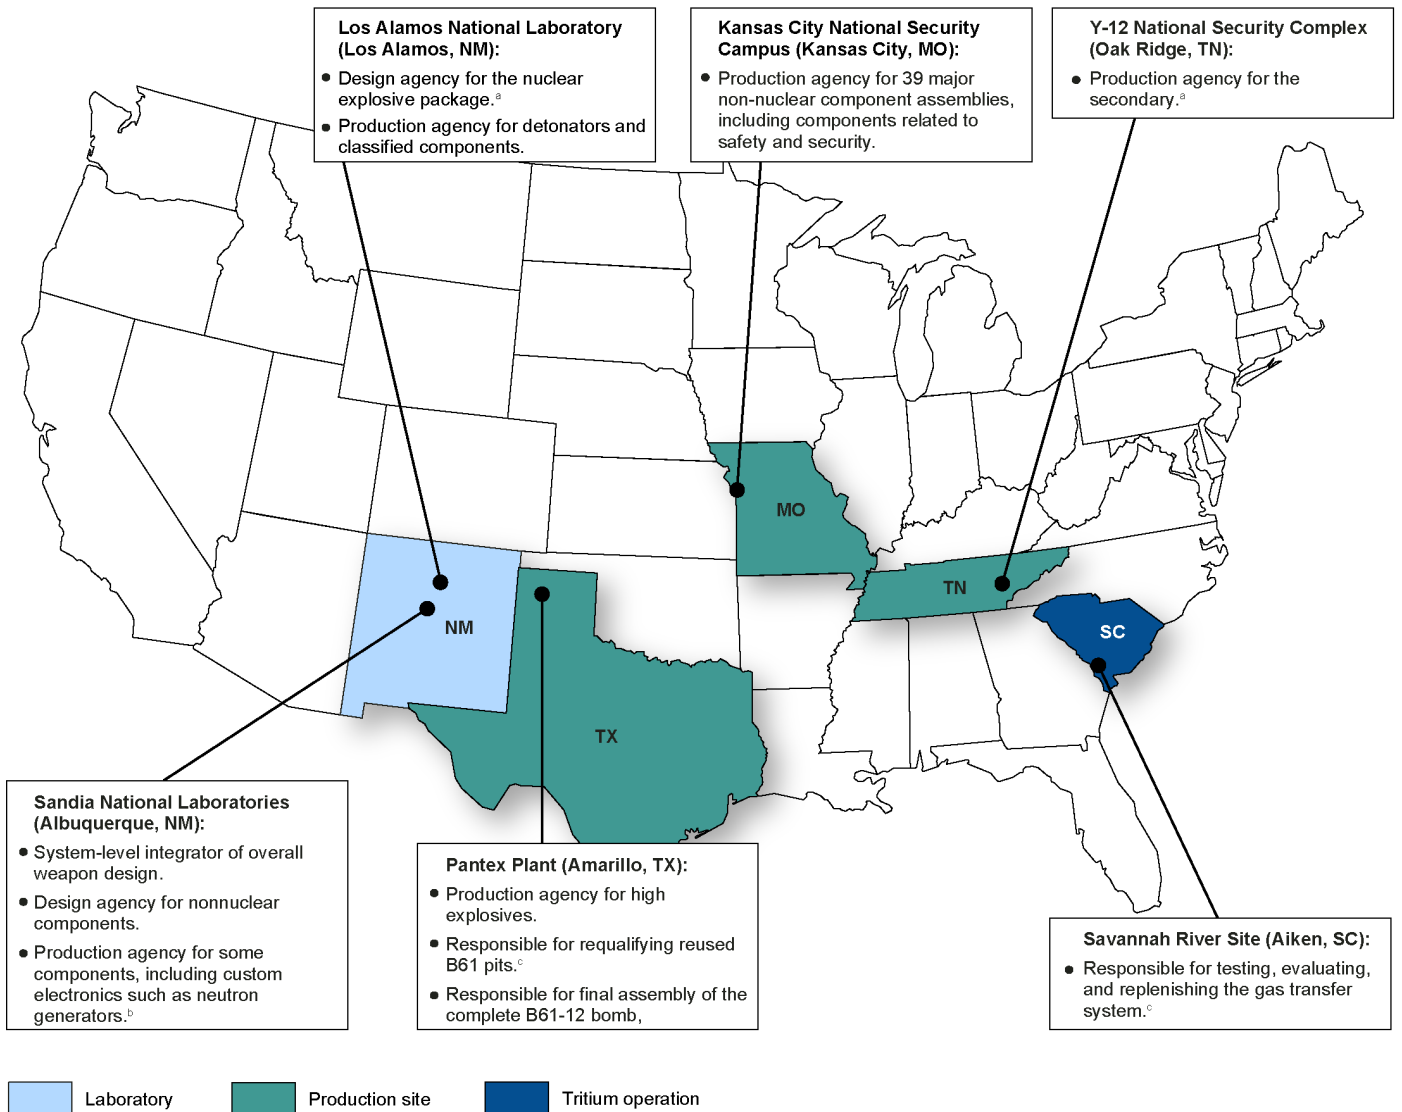 Los Alamos National Laboratory
(Los Alamos, NM):
● Design agency for the nuclear
explosive package.ᵃ
● Production agency for detonators and
classified components.
Kansas City National Security
Campus (Kansas City, MO):
● Production agency for 39 major
non-nuclear component assemblies,
including components related to
safety and security.
Y-12 National Security Complex
(Oak Ridge, TN):
● Production agency for the
secondary.ᵃ
MO
TN
NM
SC
TX
Sandia National Laboratories
(Albuquerque, NM):
● System-level integrator of overall
weapon design.
● Design agency for nonnuclear
components.
● Production agency for some
components, including custom
electronics such as neutron
generators.ᵇ
Pantex Plant (Amarillo, TX):
● Production agency for high
explosives.
● Responsible for requalifying reused
B61 pits.ᶜ
● Responsible for final assembly of the
complete B61-12 bomb,
Savannah River Site (Aiken, SC):
● Responsible for testing, evaluating,
and replenishing the gas transfer
system.ᶜ
Laboratory
Production site
Tritium operation